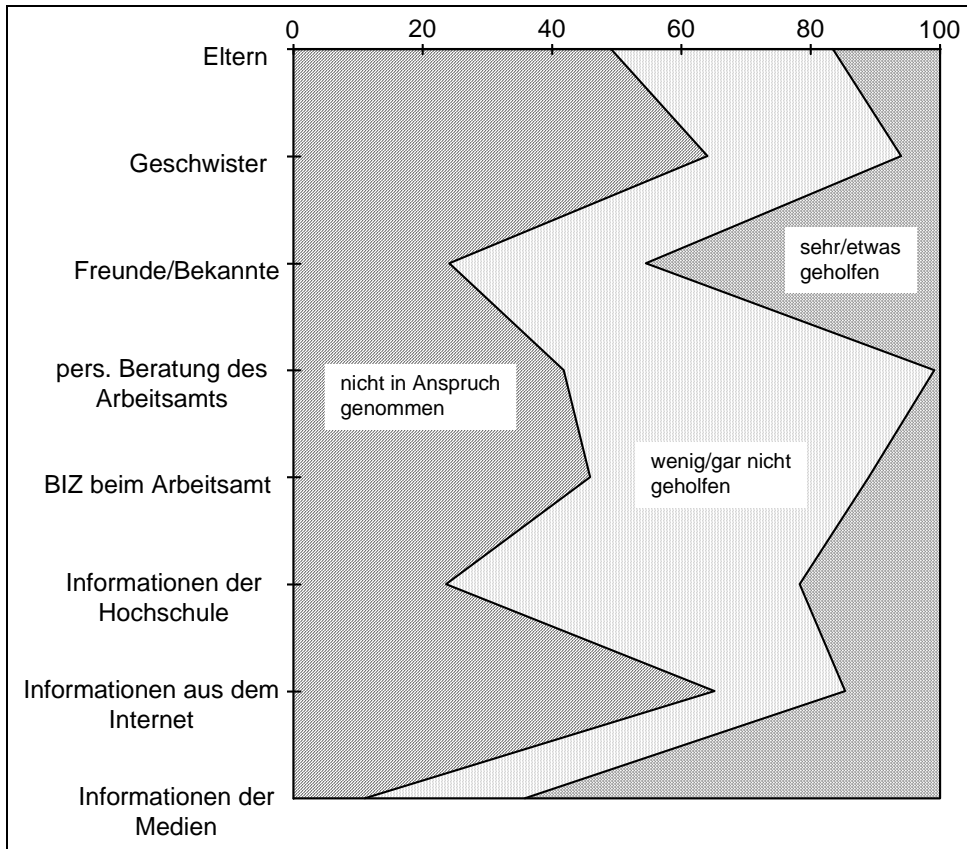 0 20 40 60 80 100
Eltern
Geschwister
Freunde/Bekannte
sehr/etwas
geholfen
pers. Beratung des
Arbeitsamts
nicht in Anspruch
genommen
wenig/gar nicht
geholfen
BIZ beim Arbeitsamt
Informationen der
Hochschule
Informationen aus dem
Internet
Informationen der
Medien